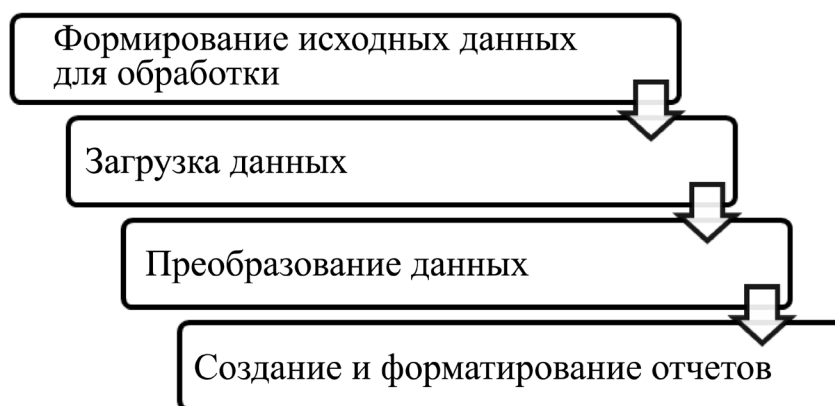 Формирование исходных данных
для обработки
Загрузка данных
Преобразование данных
Создание и форматирование отчетов